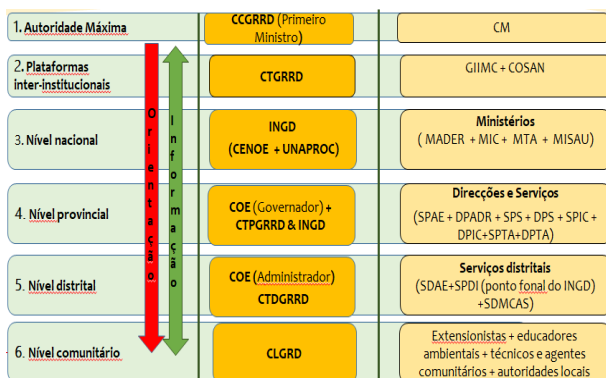 1. Autoridade Máxima
CCGRRD (Primeiro
Ministro)
CM
2. Plataformas
inter-institucionais
CTGRRD
GIIMC + COSAN
Orientação
Informação
3. Nível nacional
INGD
(CENOE + UNAPROC)
Ministérios
( MADER + MIC + MTA + MISAU)
4. Nível provincial
COE (Governador) +
CTPGRRD & INGD
Direcções e Serviços
(SPAE + DPADR + SPS + DPS + SPIC +
DPIC+SPTA+DPTA)
5. Nível distrital
COE (Administrador)
CTDGRRD
Serviços distritais
(SDAE+SPDI (ponto fonal do INGD)
+SDMCAS)
6. Nível comunitário
CLGRD
Extensionistas + educadores
ambientais + técnicos e agentes
comunitários + autoridades locais